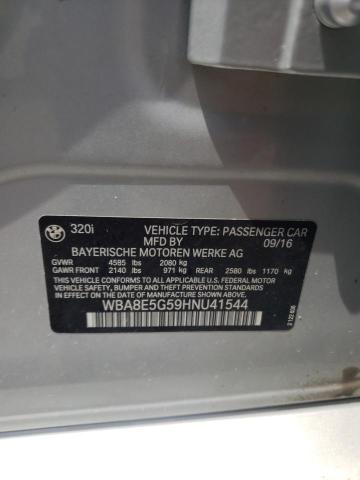 320i VEHICLE TYPE: PASSENGER CAR
MFD BY 09/16
BAYERISCHE MOTOREN WERKE AG
GVWR 4585 lbs 2080 kg
GAWR FRONT 2140 lbs 971 kg REAR 2580 lbs 1170 kg
THIS VEHICLE CONFORMS TO ALL APPLICABLE U.S. FEDERAL MOTOR
VEHICLE SAFETY, BUMPER, AND THEFT PREVENTION STANDARDS
IN EFFECT ON THE DATE OF MANUFACTURE SHOWN ABOVE.
WBA8E5G59HNU41544